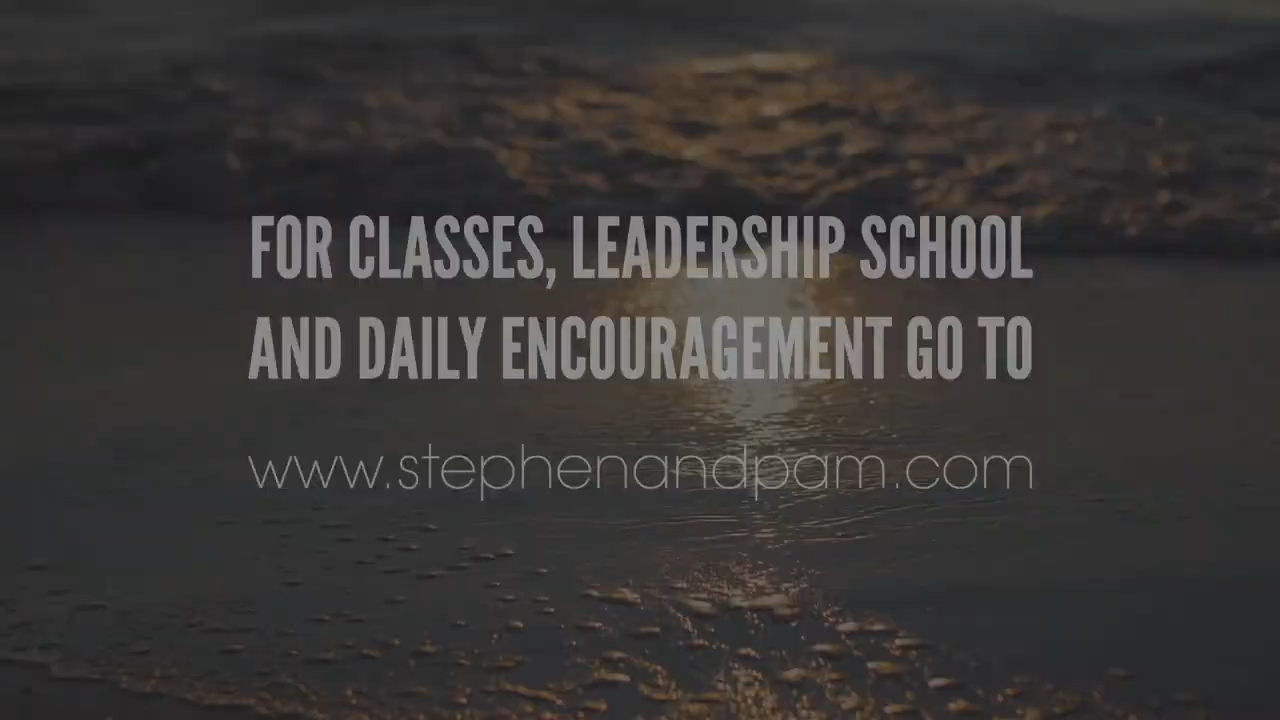 FOR CLASSES, LEADERSHIP SCHOOL
AND DAILY ENCOURAGEMENT GO TO
www.stephenandpam.com